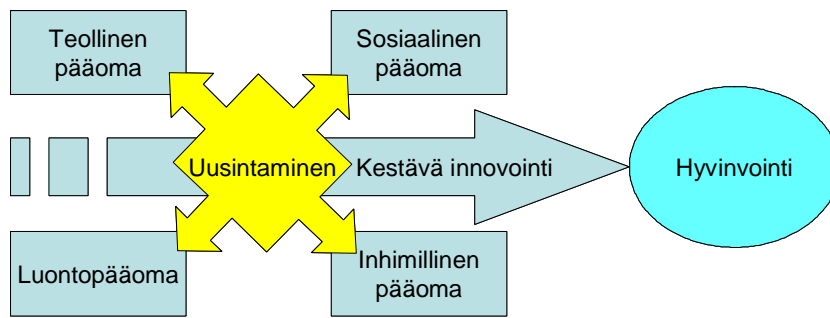 Teollinen
pääoma
Sosiaalinen
pääoma
Uusintaminen
Kestävä innovointi
Hyvinvointi
Luontopääoma
Inhimillinen
pääoma